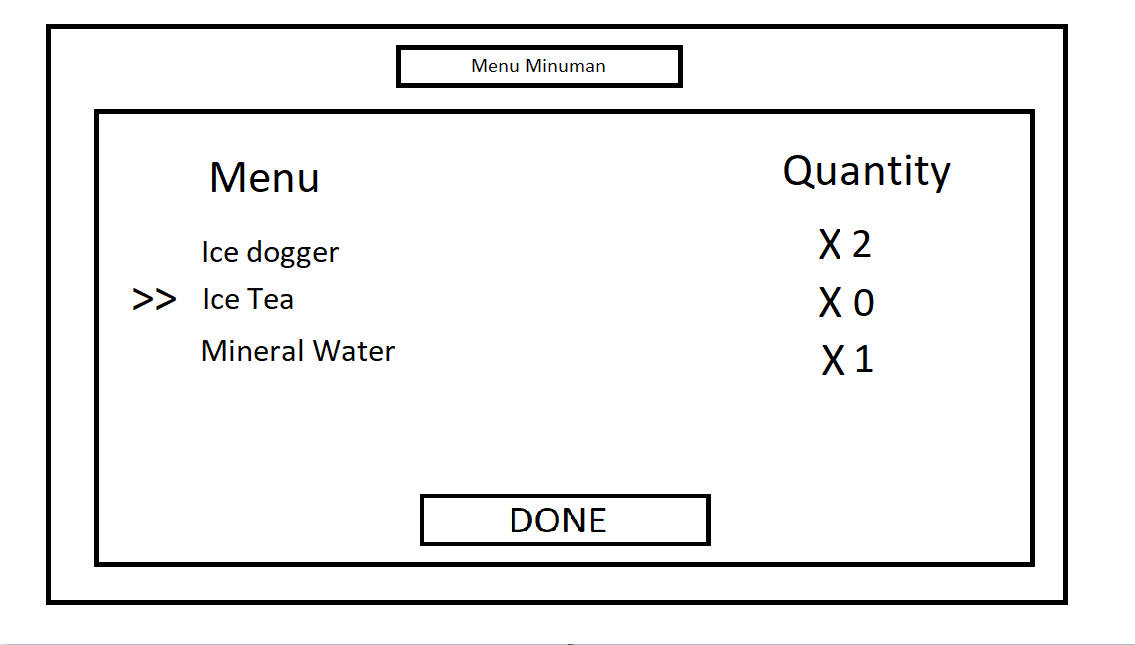 Menu Minuman
Menu Quantity
Ice dogger X 2
>> Ice Tea X 0
Mineral Water X 1
DONE